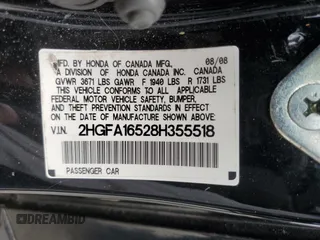 MFD. BY HONDA OF CANADA MFG. 08/08
A DIVISION OF HONDA CANADA INC. CANADA
GVWR 3671 LBS GAWR F 1940 LBS R 1731 LBS
THIS VEHICLE CONFORMS TO ALL APPLICABLE
FEDERAL MOTOR VEHICLE SAFETY, BUMPER,
AND THEFT PREVENTION STANDARDS IN EFFECT
ON THE DATE OF MANUFACTURE SHOWN ABOVE.
V.I.N. 2HGFA16528H355518
PASSENGER CAR
DREAMBID